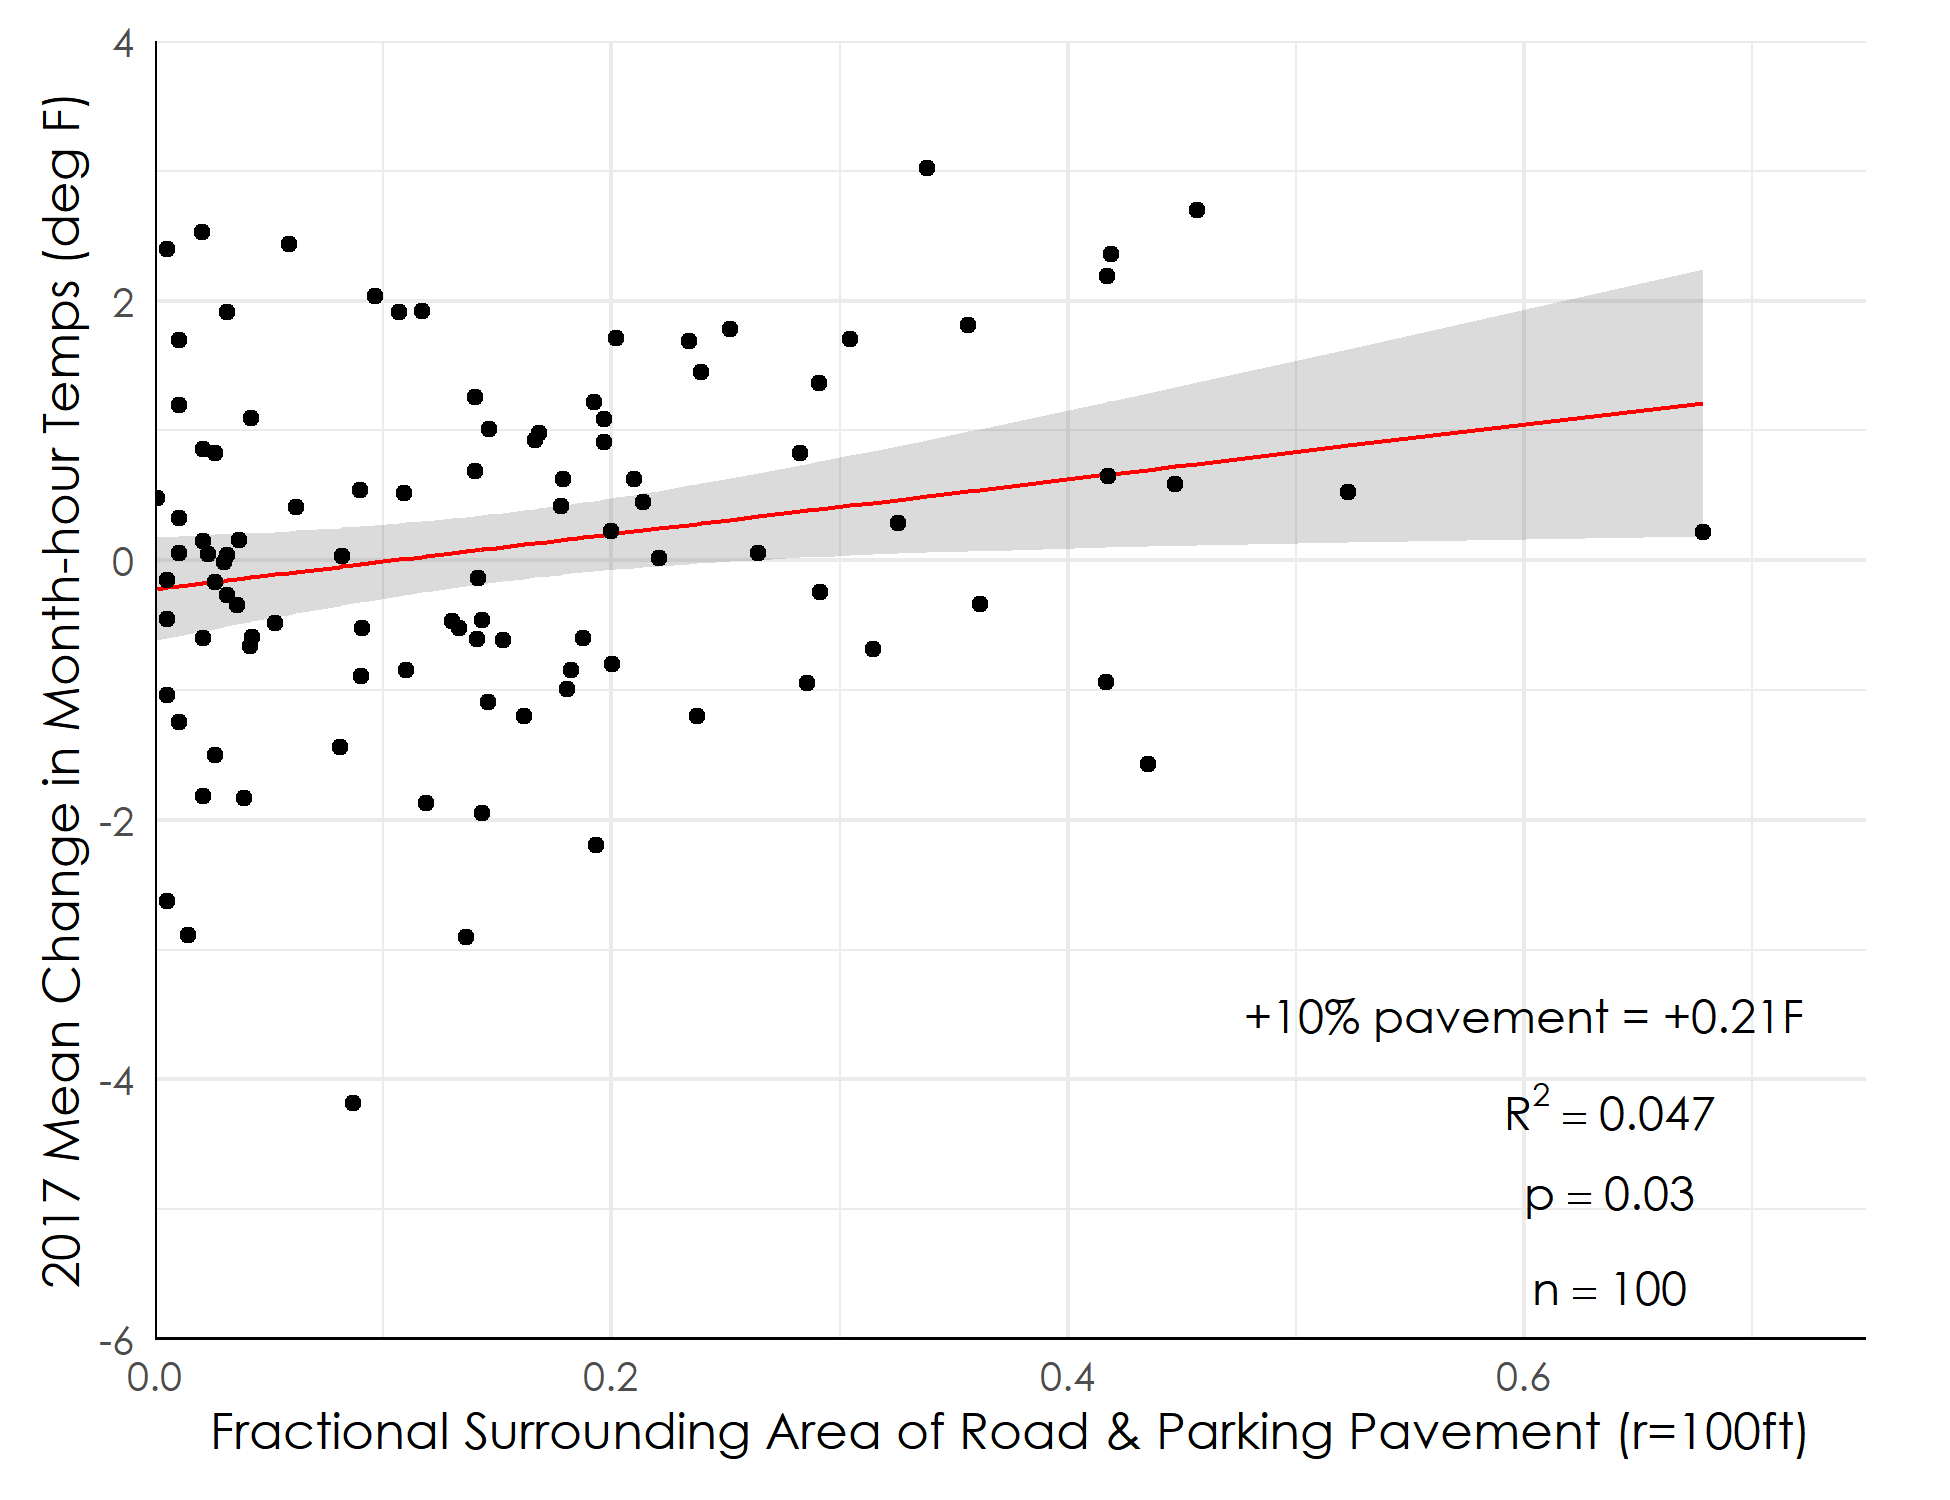 2017 Mean Change in Month-hour Temps (deg F)
4
2
0
-2
-4
-6
+10% pavement = +0.21F
R² = 0.047
p = 0.03
n = 100
0.0 0.2 0.4 0.6
Fractional Surrounding Area of Road & Parking Pavement (r=100ft)